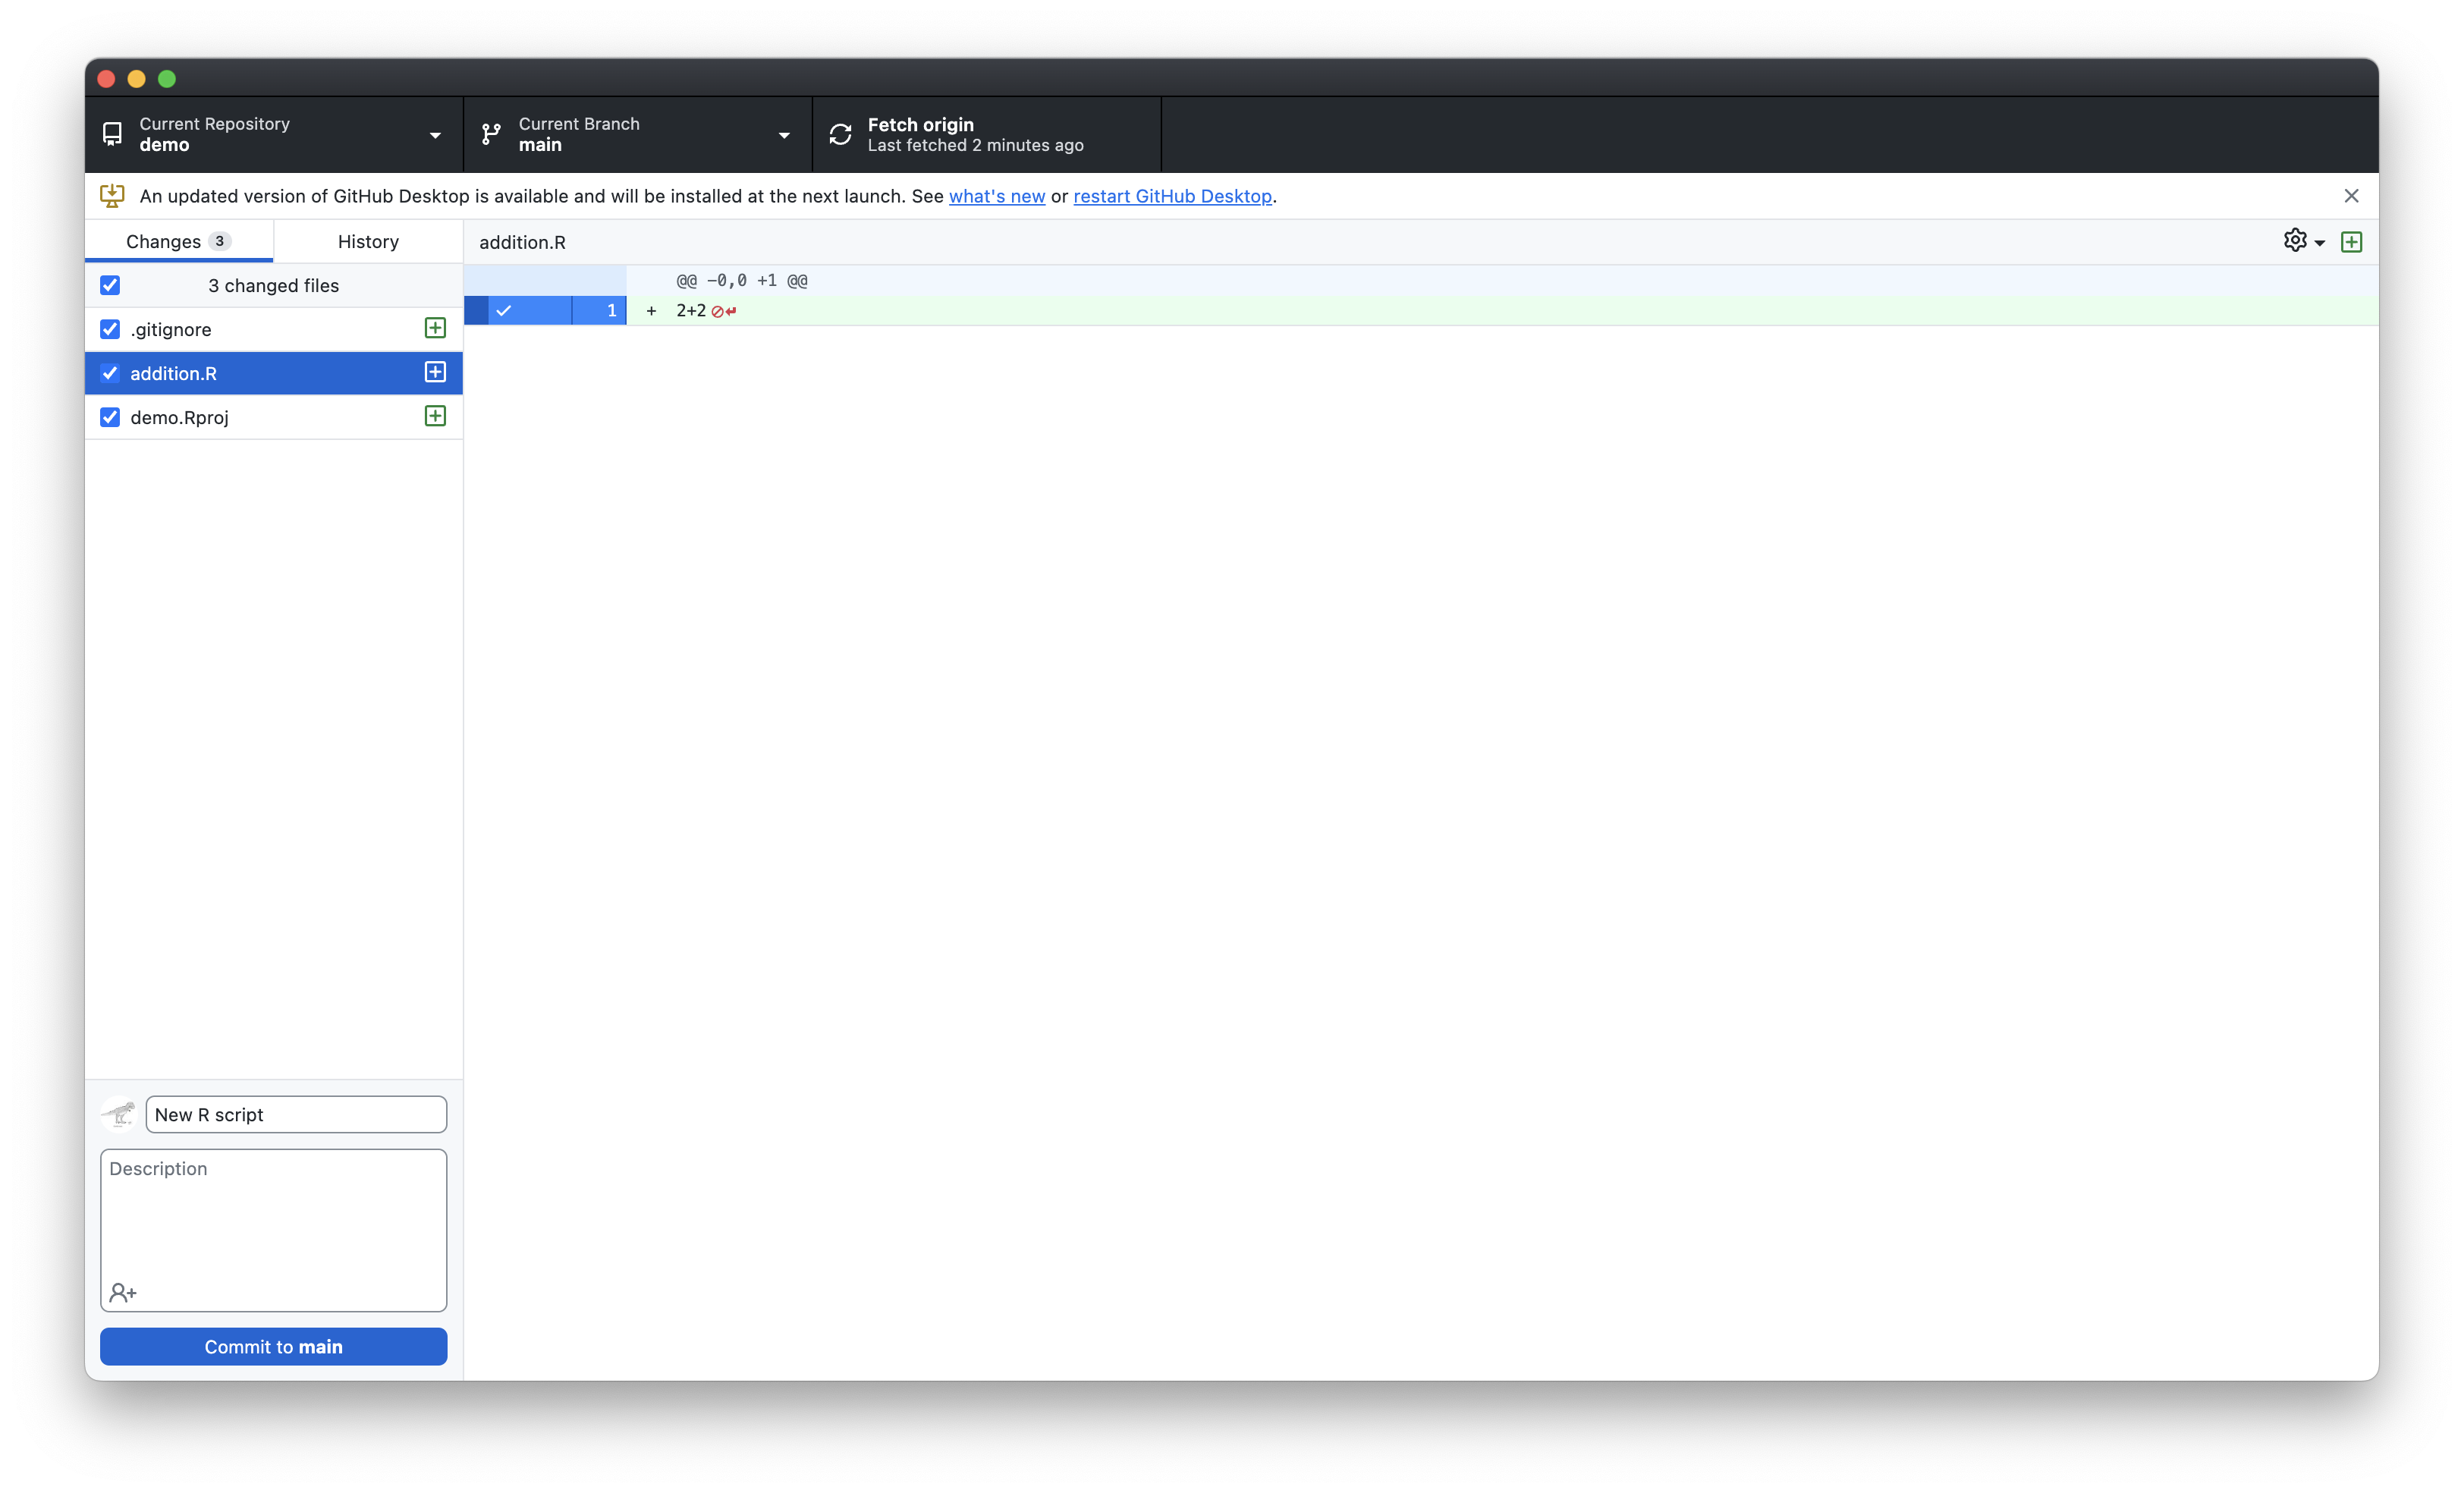 Current Repository
demo
Current Branch
main
Fetch origin
Last fetched 2 minutes ago
An updated version of GitHub Desktop is available and will be installed at the next launch. See what's new or restart GitHub Desktop.
Changes 3
History
3 changed files
.gitignore
addition.R
demo.Rproj
addition.R
@@ -0,0 +1 @@
1 + 2+2
New R script
Description
Commit to main